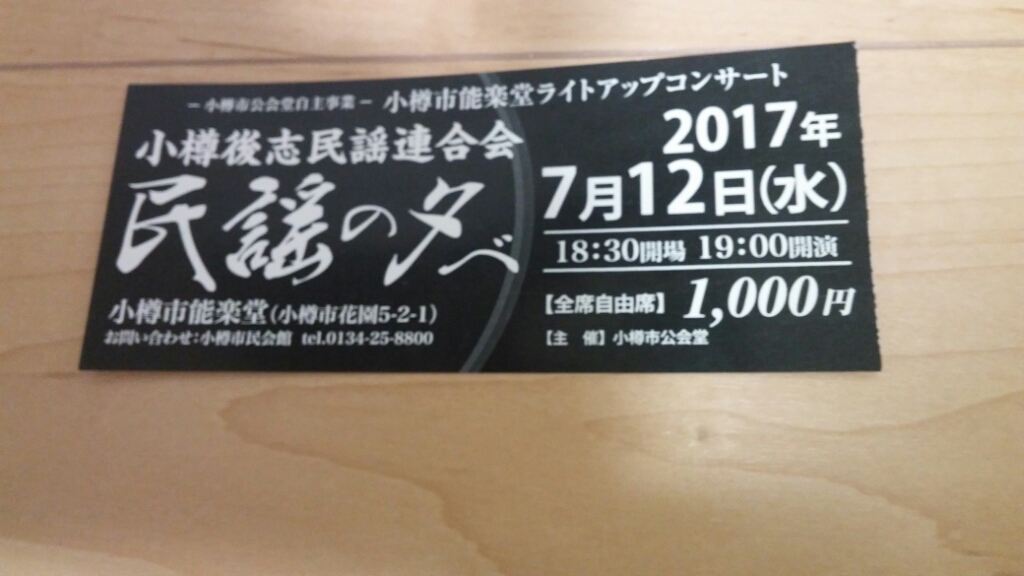 －小樽市公会堂自主事業－ 小樽市能楽堂ライトアップコンサート
小樽後志民謡連合会
民謡の夕べ
小樽市能楽堂(小樽市花園5-2-1)
お問い合わせ:小樽市民会館 tel.0134-25-8800
2017年
7月12日(水)
18:30開場 19:00開演
【全席自由席】 1,000円
【主 催】小樽市公会堂